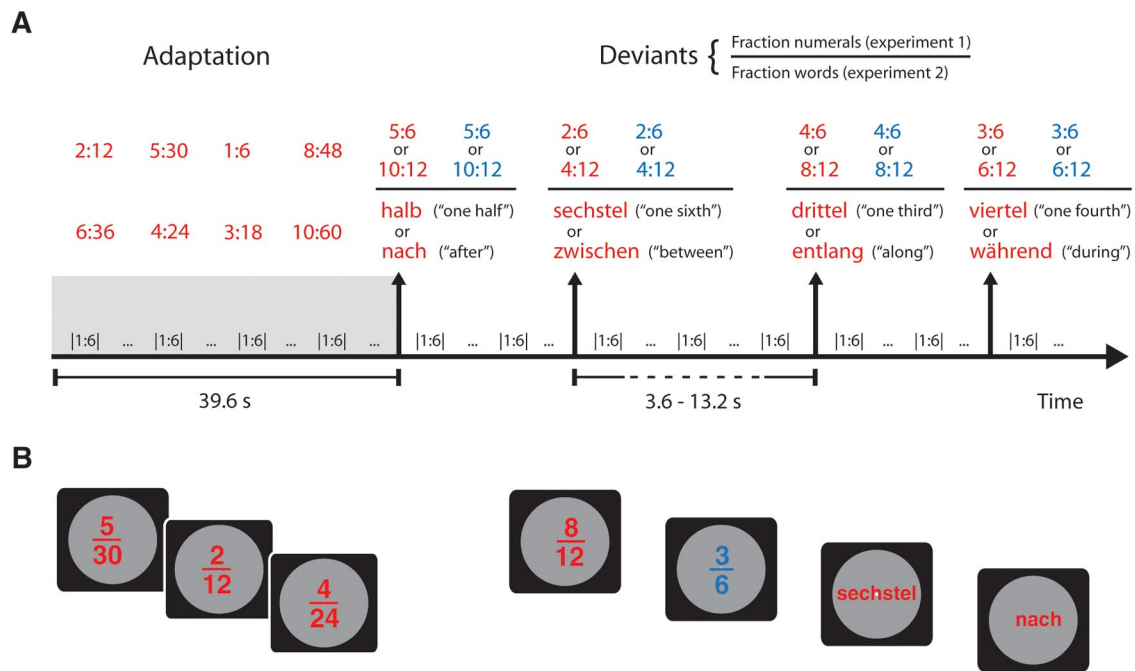 A
Adaptation
Deviants { Fraction numerals (experiment 1)
Fraction words (experiment 2)
2:12 5:30 1:6 8:48
6:36 4:24 3:18 10:60
5:6 5:6
or or
10:12 10:12
halb ("one half")
or
nach ("after")
2:6 2:6
or or
4:12 4:12
sechstel ("one sixth")
or
zwischen ("between")
4:6 4:6
or or
8:12 8:12
drittel ("one third")
or
entlang ("along")
3:6 3:6
or or
6:12 6:12
viertel ("one fourth")
or
während ("during")
|1:6| ... |1:6| ... |1:6| ... |1:6| ... |1:6| ... |1:6| ... |1:6| ... |1:6| ... |1:6| |1:6| ... |1:6| ... |1:6| ...
39.6 s
3.6 - 13.2 s
Time
B
5
30
2
12
4
24
8
12
3
6
sechstel
nach